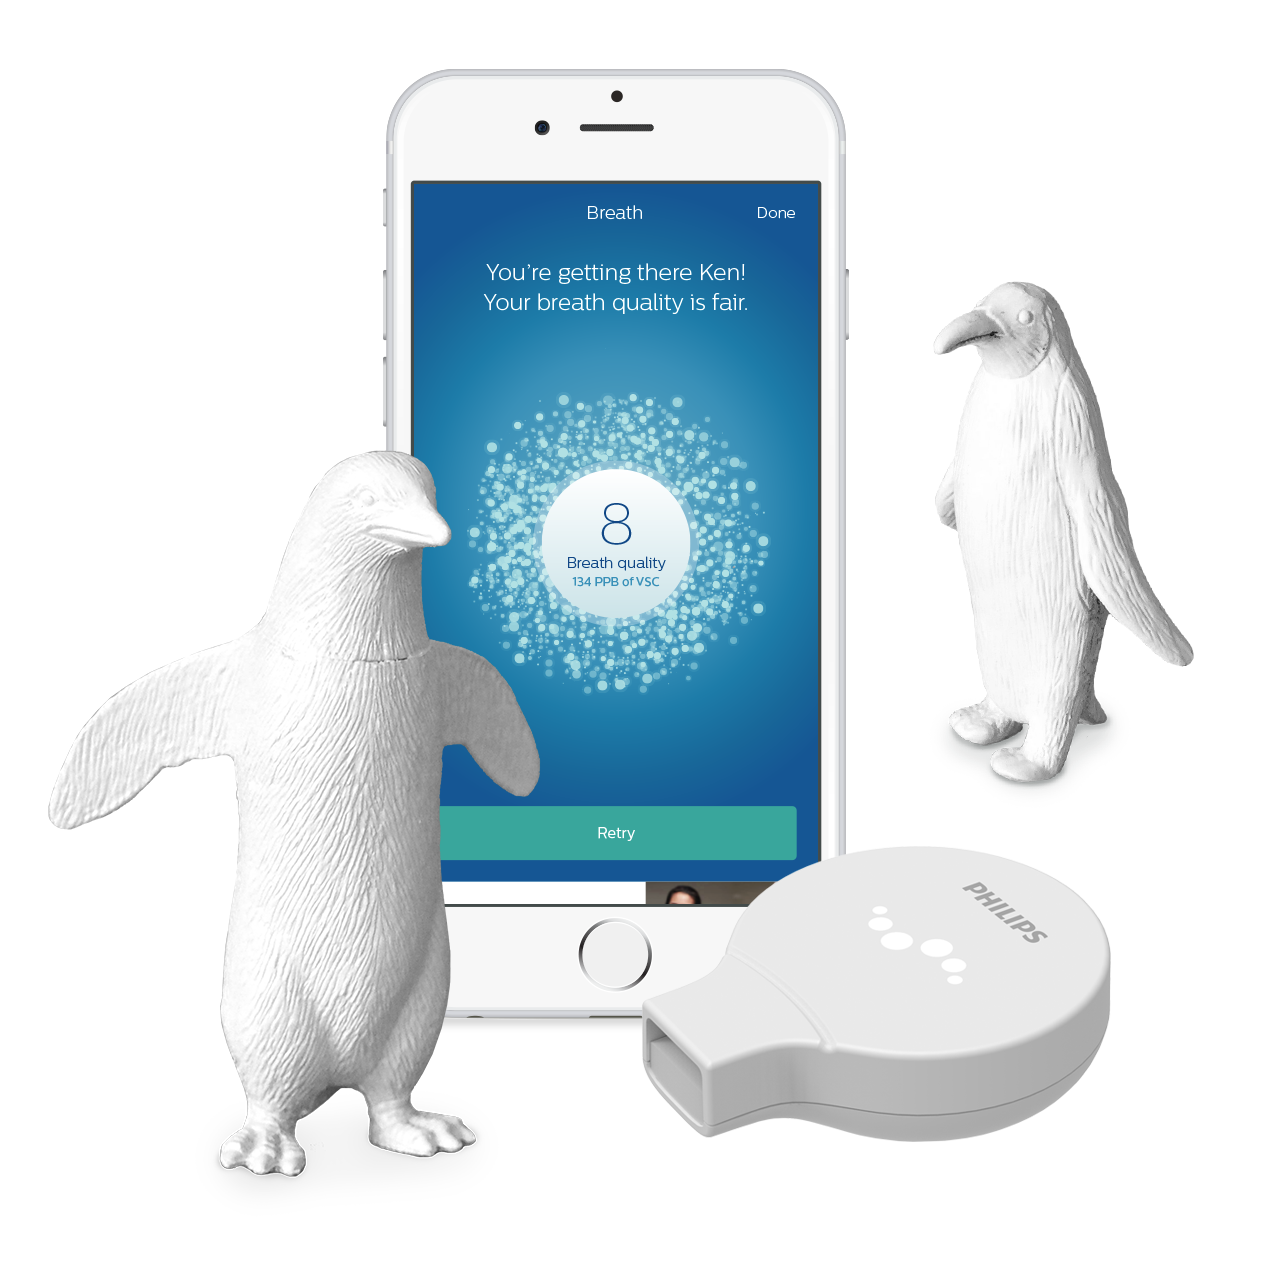 Breath
Done
You’re getting there Ken!
Your breath quality is fair.
8
Breath quality
134 PPB of VSC
Retry
PHILIPS